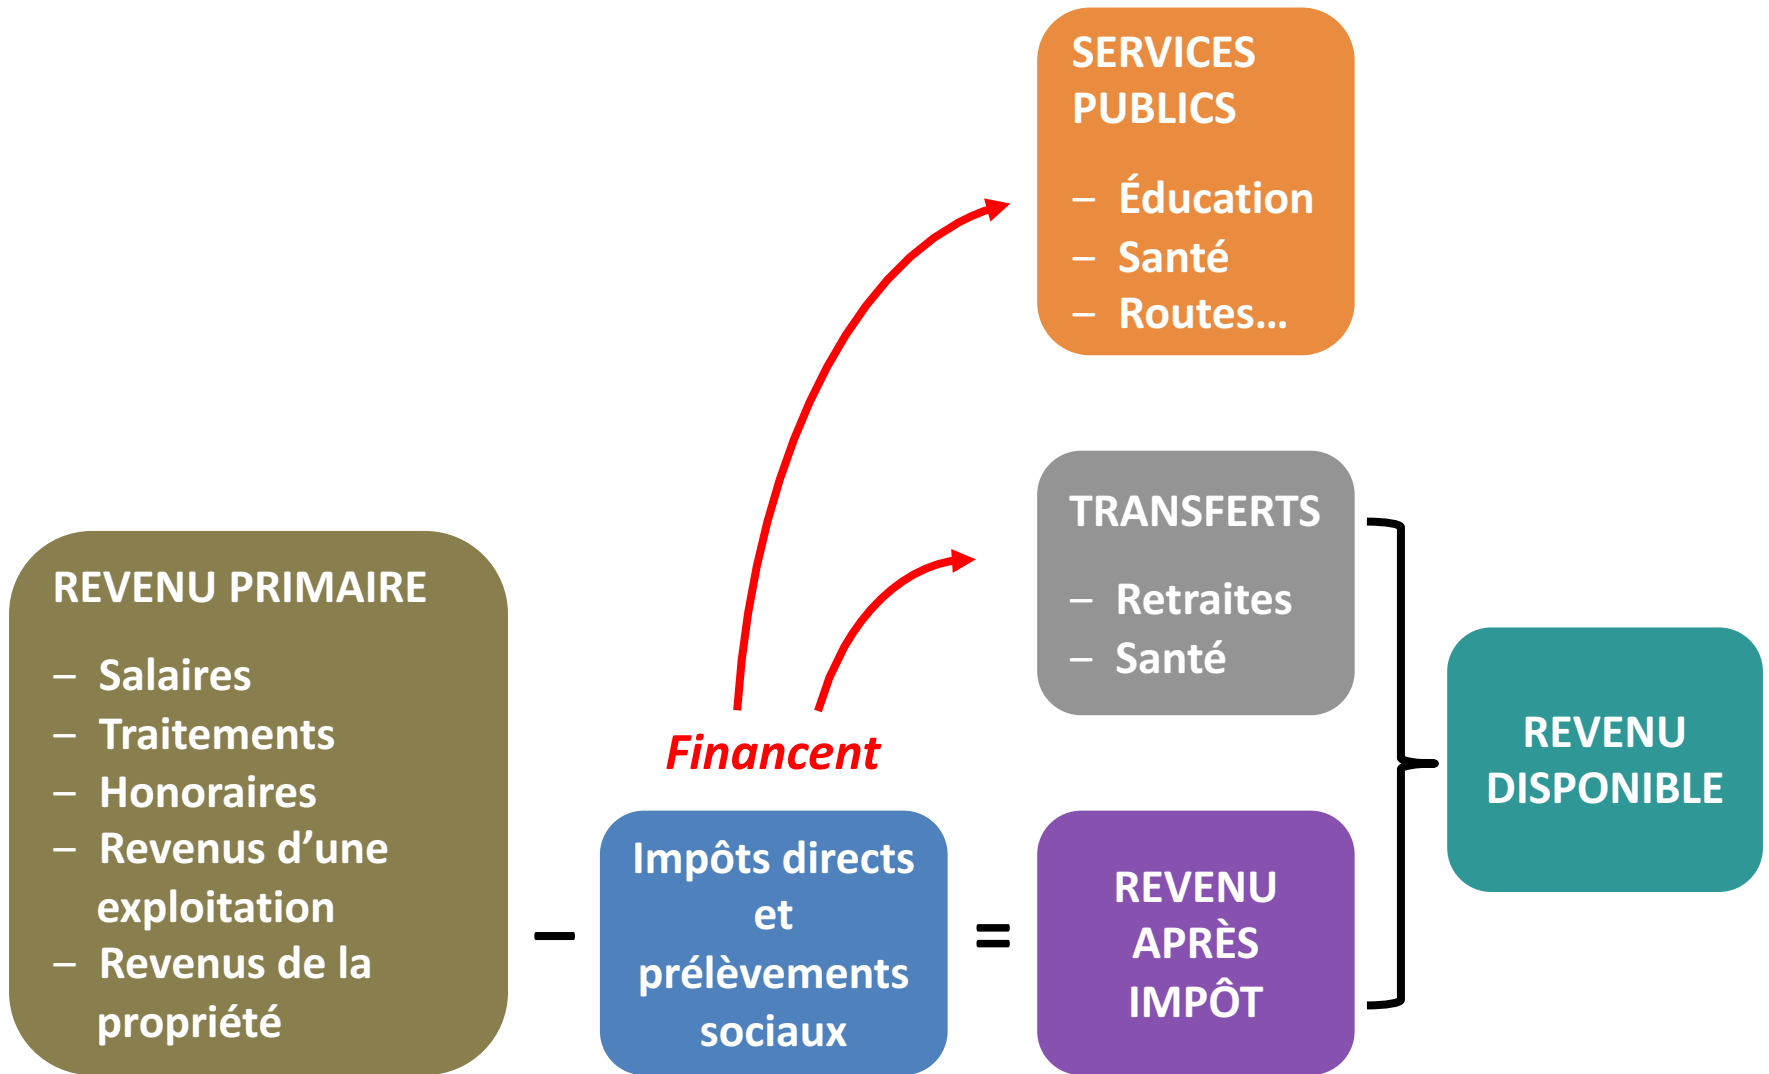 SERVICES
PUBLICS
– Éducation
– Santé
– Routes...
TRANSFERTS
– Retraites
– Santé
REVENU PRIMAIRE
– Salaires
– Traitements
– Honoraires
– Revenus d’une
exploitation
– Revenus de la
propriété
Financent
–
Impôts directs
et
prélèvements
sociaux
=
REVENU
APRÈS
IMPÔT
REVENU
DISPONIBLE